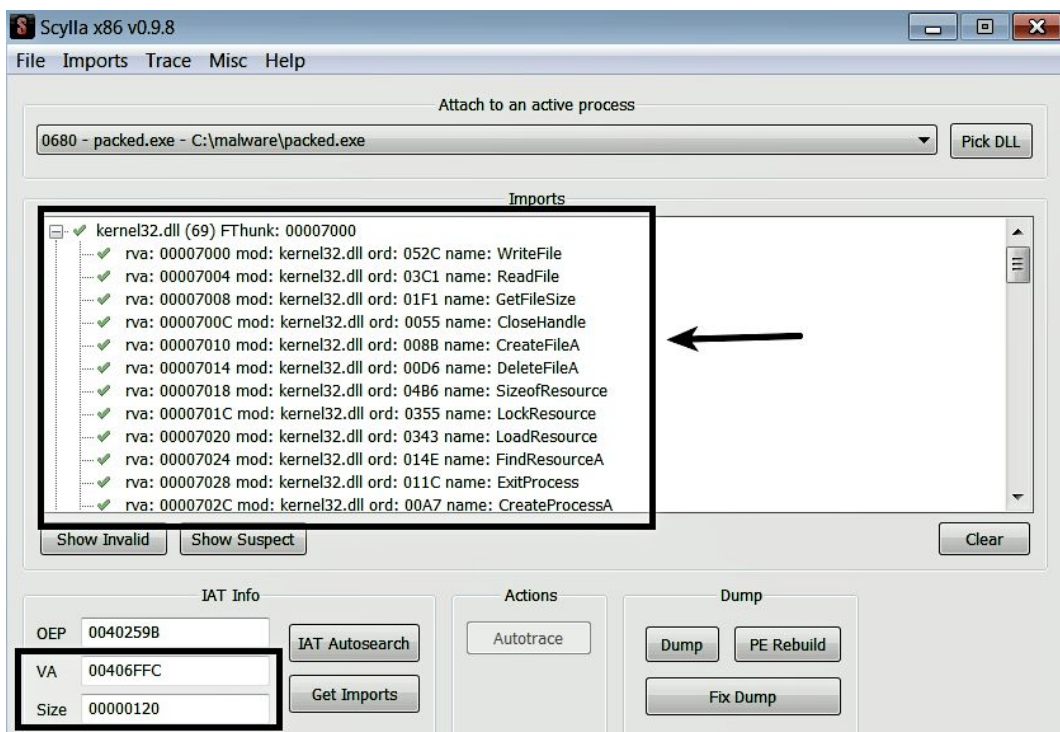 Scylla x86 v0.9.8
File Imports Trace Misc Help
Attach to an active process
0680 - packed.exe - C:\malware\packed.exe
Pick DLL
Imports
kernel32.dll (69) FThunk: 00007000
rva: 00007000 mod: kernel32.dll ord: 052C name: WriteFile
rva: 00007004 mod: kernel32.dll ord: 03C1 name: ReadFile
rva: 00007008 mod: kernel32.dll ord: 01F1 name: GetFileSize
rva: 0000700C mod: kernel32.dll ord: 0055 name: CloseHandle
rva: 00007010 mod: kernel32.dll ord: 008B name: CreateFileA
rva: 00007014 mod: kernel32.dll ord: 00D6 name: DeleteFileA
rva: 00007018 mod: kernel32.dll ord: 04B6 name: SizeofResource
rva: 0000701C mod: kernel32.dll ord: 0355 name: LockResource
rva: 00007020 mod: kernel32.dll ord: 0343 name: LoadResource
rva: 00007024 mod: kernel32.dll ord: 014E name: FindResourceA
rva: 00007028 mod: kernel32.dll ord: 011C name: ExitProcess
rva: 0000702C mod: kernel32.dll ord: 00A7 name: CreateProcessA
Show Invalid Show Suspect Clear
IAT Info Actions Dump
OEP 0040259B IAT Autosearch Autotrace Dump PE Rebuild
VA 00406FFC
Size 00000120 Get Imports Fix Dump